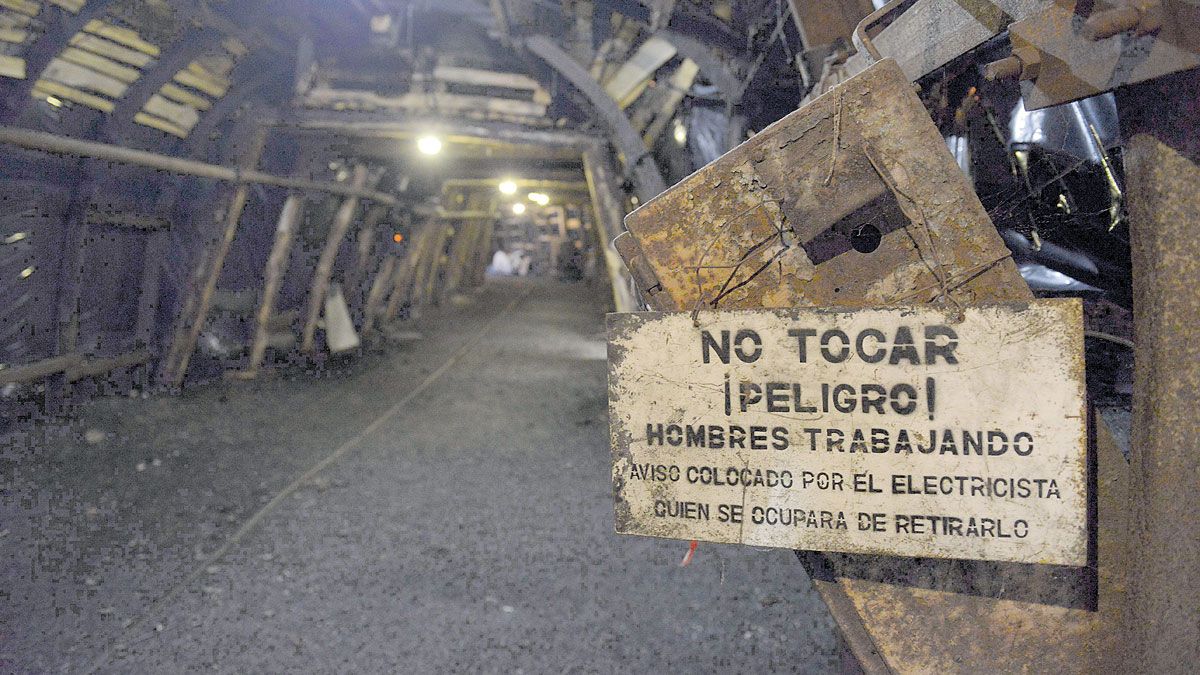 NO TOCAR
¡PELIGRO!
HOMBRES TRABAJANDO
AVISO COLOCADO POR EL ELECTRICISTA
QUIEN SE OCUPARA DE RETIRARLO